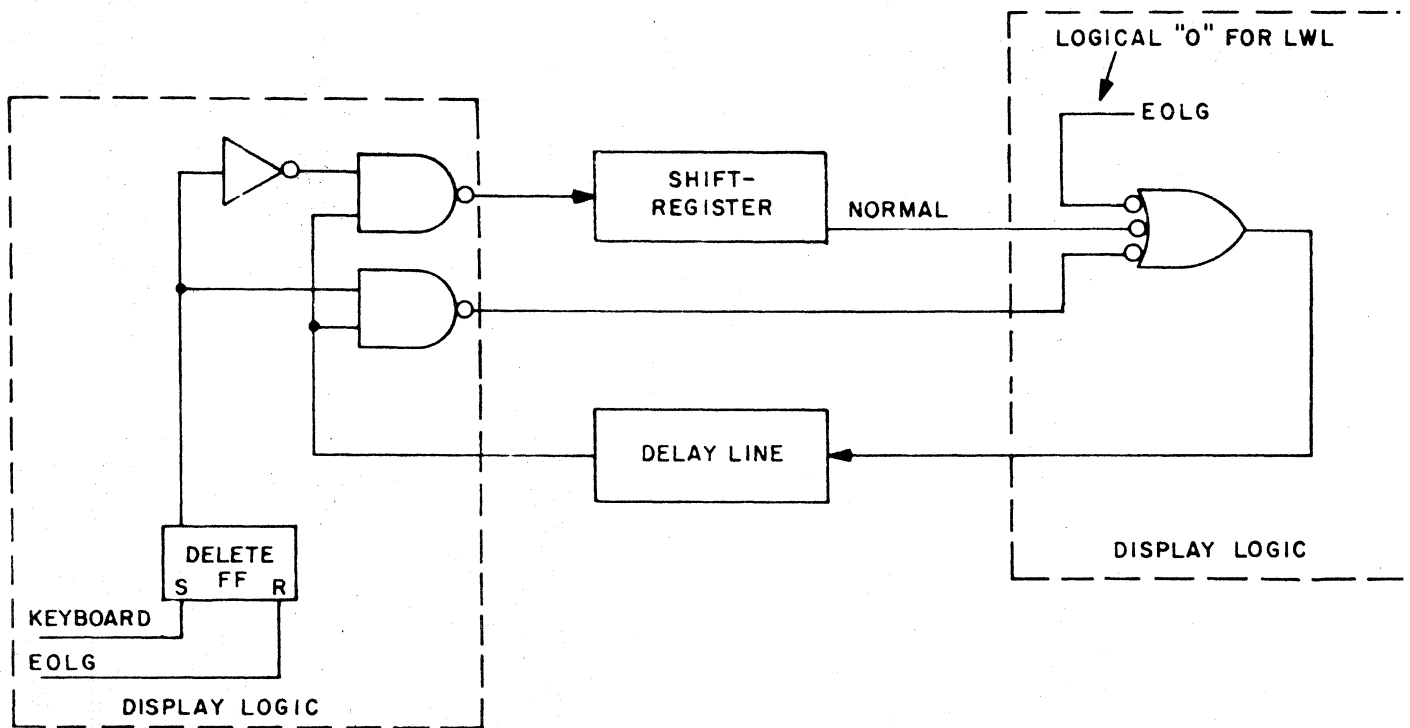 LOGICAL "O" FOR LWL
EOLG
SHIFT-
REGISTER
NORMAL
DELAY LINE
DELETE
FF
S R
KEYBOARD
EOLG
DISPLAY LOGIC
DISPLAY LOGIC